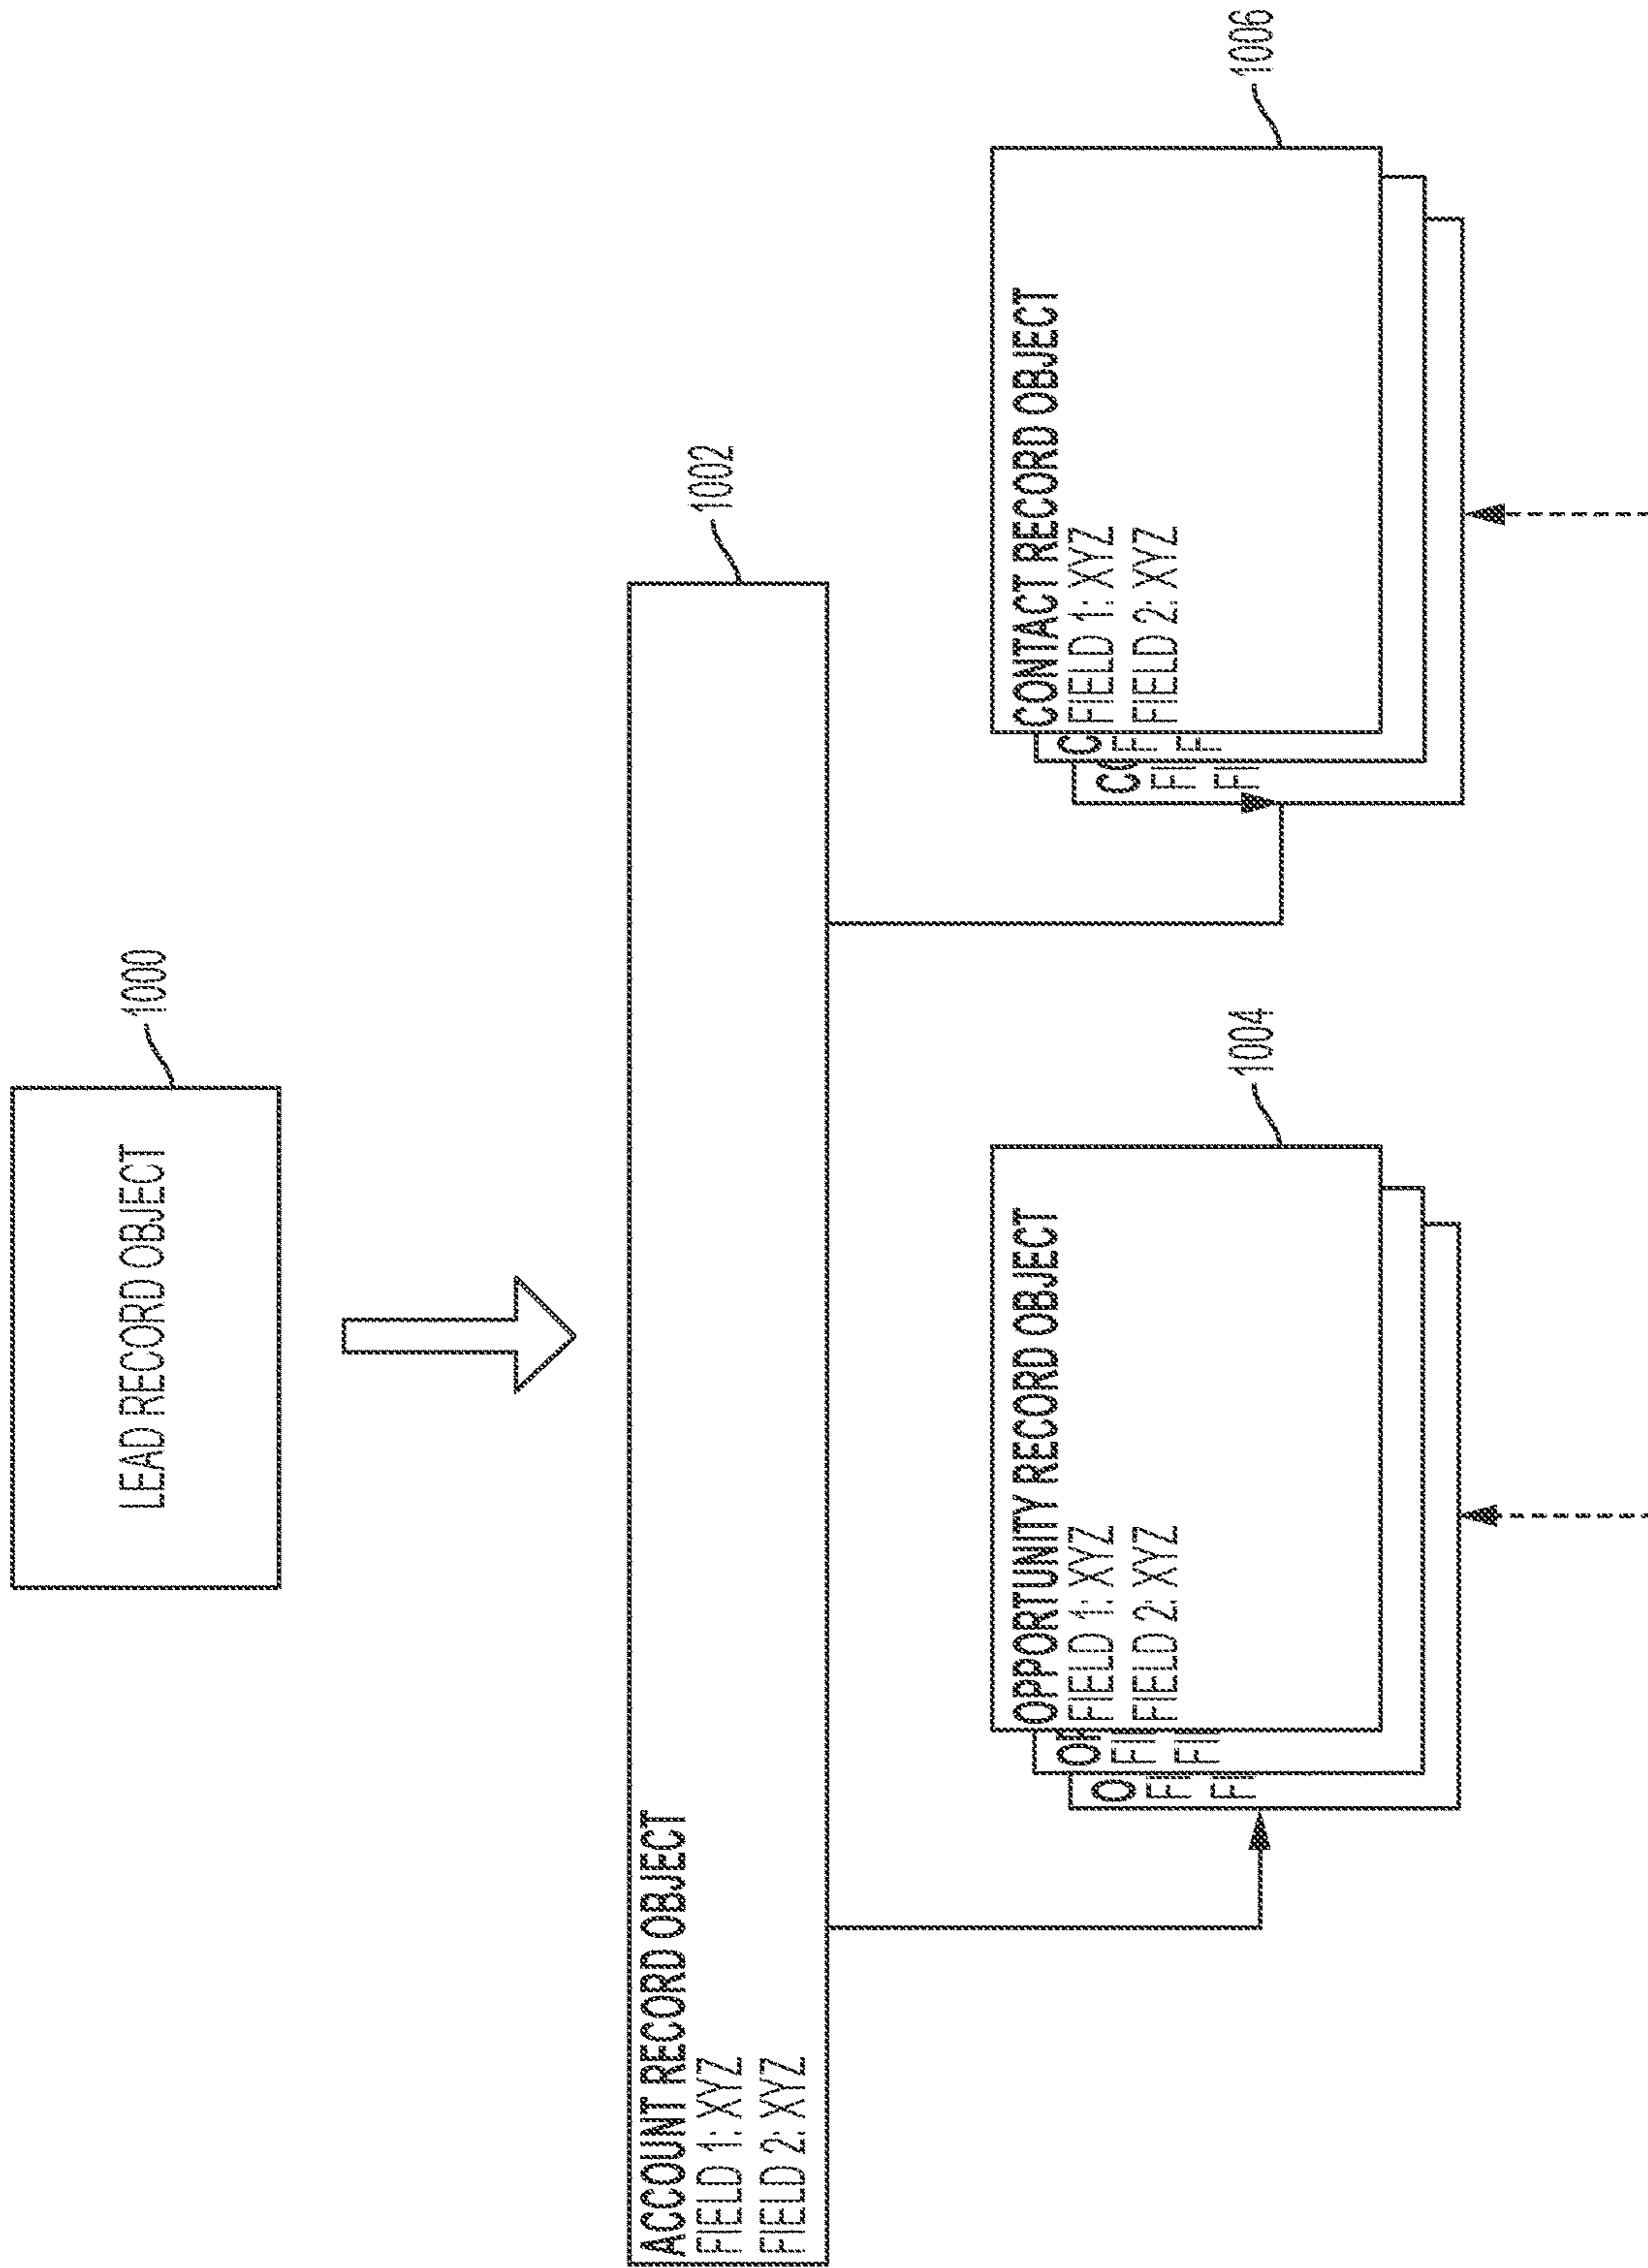 LEAD RECORD OBJECT
1000
ACCOUNT RECORD OBJECT
FIELD 1: XYZ
FIELD 2: XYZ
1002
OPPORTUNITY RECORD OBJECT
FIELD 1: XYZ
FIELD 2: XYZ
1004
CONTACT RECORD OBJECT
FIELD 1: XYZ
FIELD 2: XYZ
1006